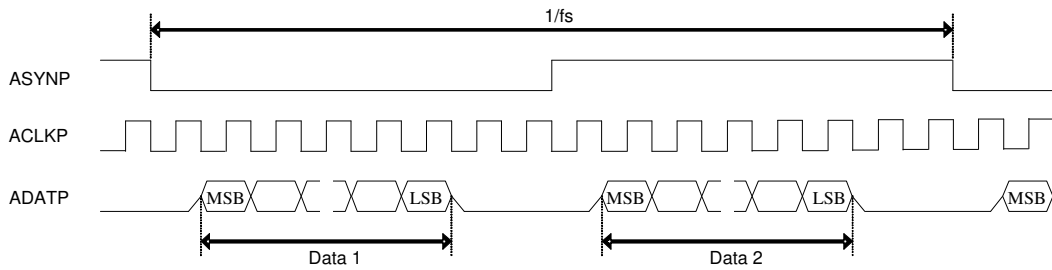 1/fs
ASYNP
ACLKP
ADATP
MSB LSB MSB LSB MSB
Data 1 Data 2